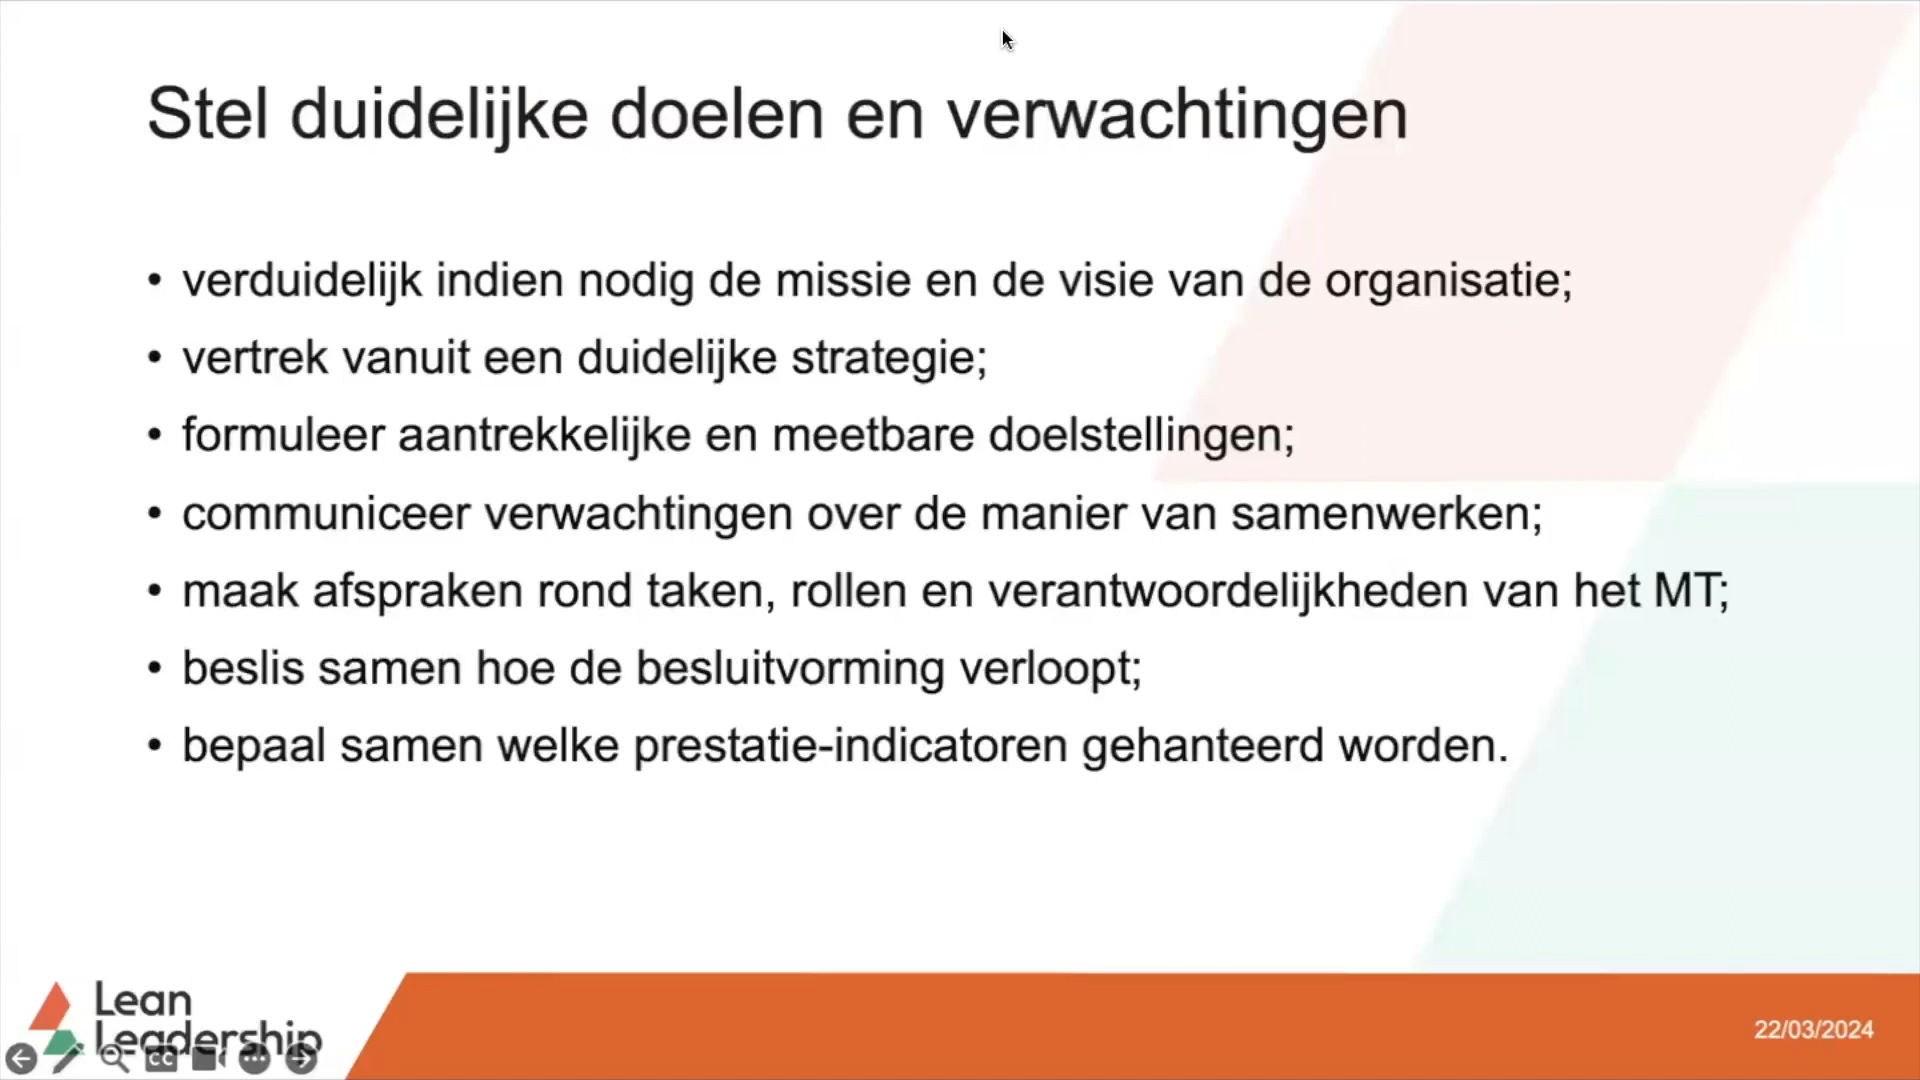 Stel duidelijke doelen en verwachtingen
• verduidelijk indien nodig de missie en de visie van de organisatie;
• vertrek vanuit een duidelijke strategie;
• formuleer aantrekkelijke en meetbare doelstellingen;
• communiceer verwachtingen over de manier van samenwerken;
• maak afspraken rond taken, rollen en verantwoordelijkheden van het MT;
• beslis samen hoe de besluitvorming verloopt;
• bepaal samen welke prestatie-indicatoren gehanteerd worden.
Lean
Leadership
CC
22/03/2024